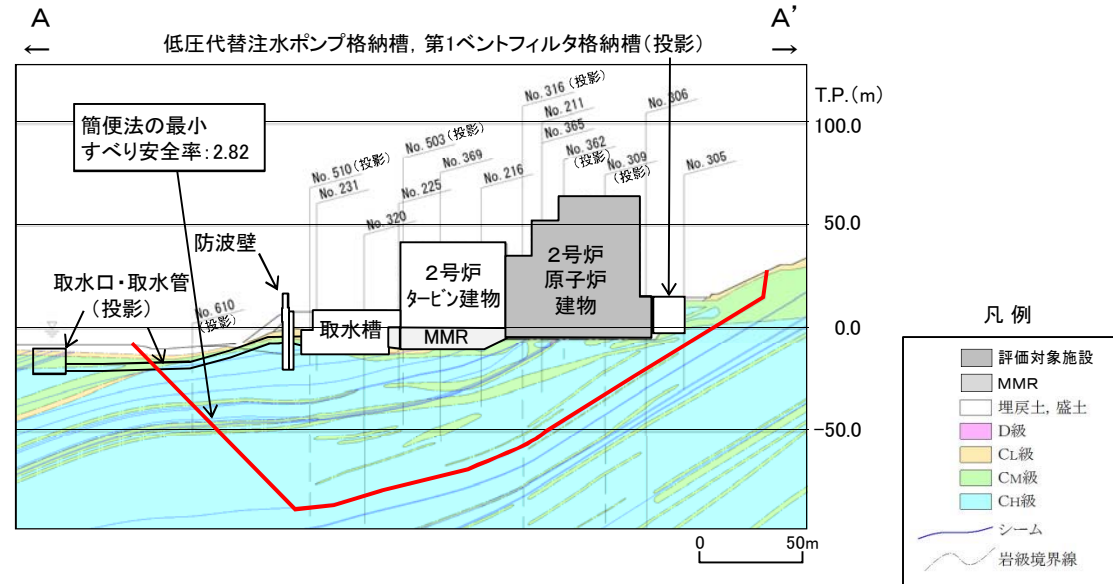 A
A'
←
→
低圧代替注水ポンプ格納槽，第1ベントフィルタ格納槽(投影)
T.P.(m)
100.0
50.0
0.0
-50.0
簡便法の最小
すべり安全率:2.82
No. 316(投影)
No. 211
No. 365
No. 362
(投影)
No. 309
(投影)
No. 306
No. 305
No. 503(投影)
No. 369
No. 216
No. 510(投影)
No. 231
No. 225
No. 320
防波壁
取水口・取水管
(投影)
No. 610
(投影)
2号炉
タービン建物
2号炉
原子炉
建物
取水槽
MMR
凡例
評価対象施設
MMR
埋戻土，盛土
D級
CL級
CM級
CH級
シーム
岩級境界線
0 50m